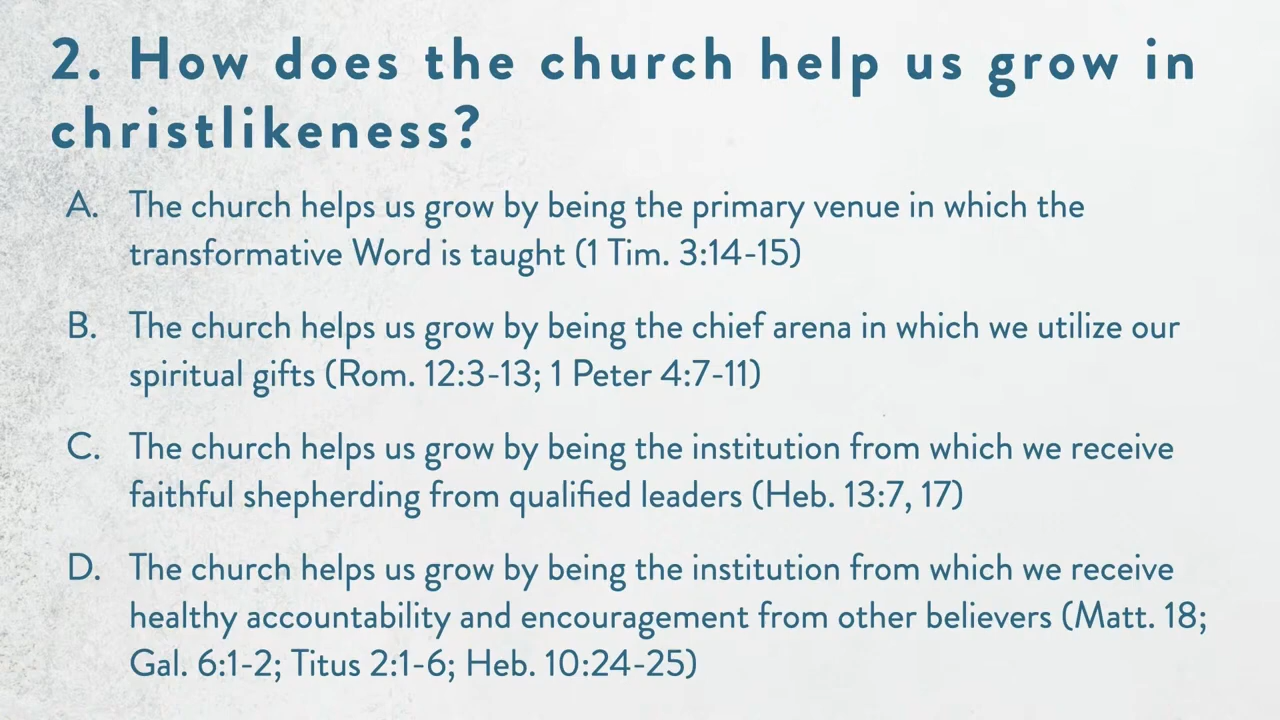 2. How does the church help us grow in
christlikeness?
A. The church helps us grow by being the primary venue in which the
transformative Word is taught (1 Tim. 3:14-15)
B. The church helps us grow by being the chief arena in which we utilize our
spiritual gifts (Rom. 12:3-13; 1 Peter 4:7-11)
C. The church helps us grow by being the institution from which we receive
faithful shepherding from qualified leaders (Heb. 13:7, 17)
D. The church helps us grow by being the institution from which we receive
healthy accountability and encouragement from other believers (Matt. 18;
Gal. 6:1-2; Titus 2:1-6; Heb. 10:24-25)